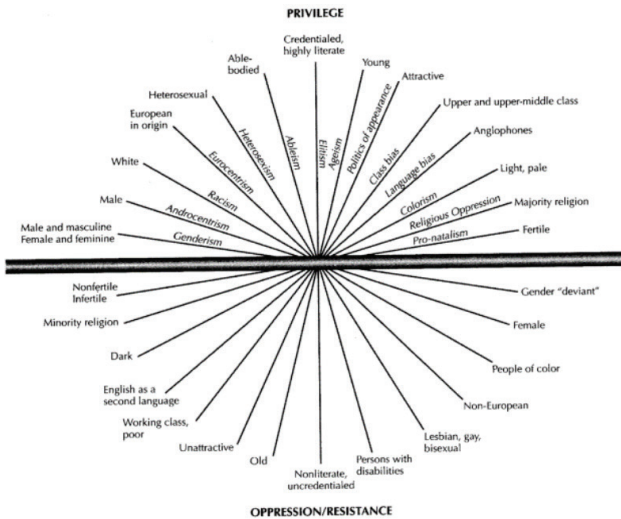 PRIVILEGE
Credentialed,
highly literate
Able-
bodied
Young
Attractive
Heterosexual
Upper and upper-middle class
European
in origin
Anglophones
White
Light, pale
Male
Majority religion
Male and masculine
Female and feminine
Fertile
Genderism
Androcentrism
Racism
Eurocentrism
Heterosexism
Ableism
Elitism
Ageism
Politics of appearance
Class bias
Language bias
Colorism
Religious Oppression
Pro-natalism
Nonfertile
Infertile
Gender "deviant"
Minority religion
Female
Dark
People of color
English as a
second language
Non-European
Working class,
poor
Lesbian, gay,
bisexual
Unattractive
Old
Persons with
disabilities
Nonliterate,
uncredentialed
OPPRESSION/RESISTANCE